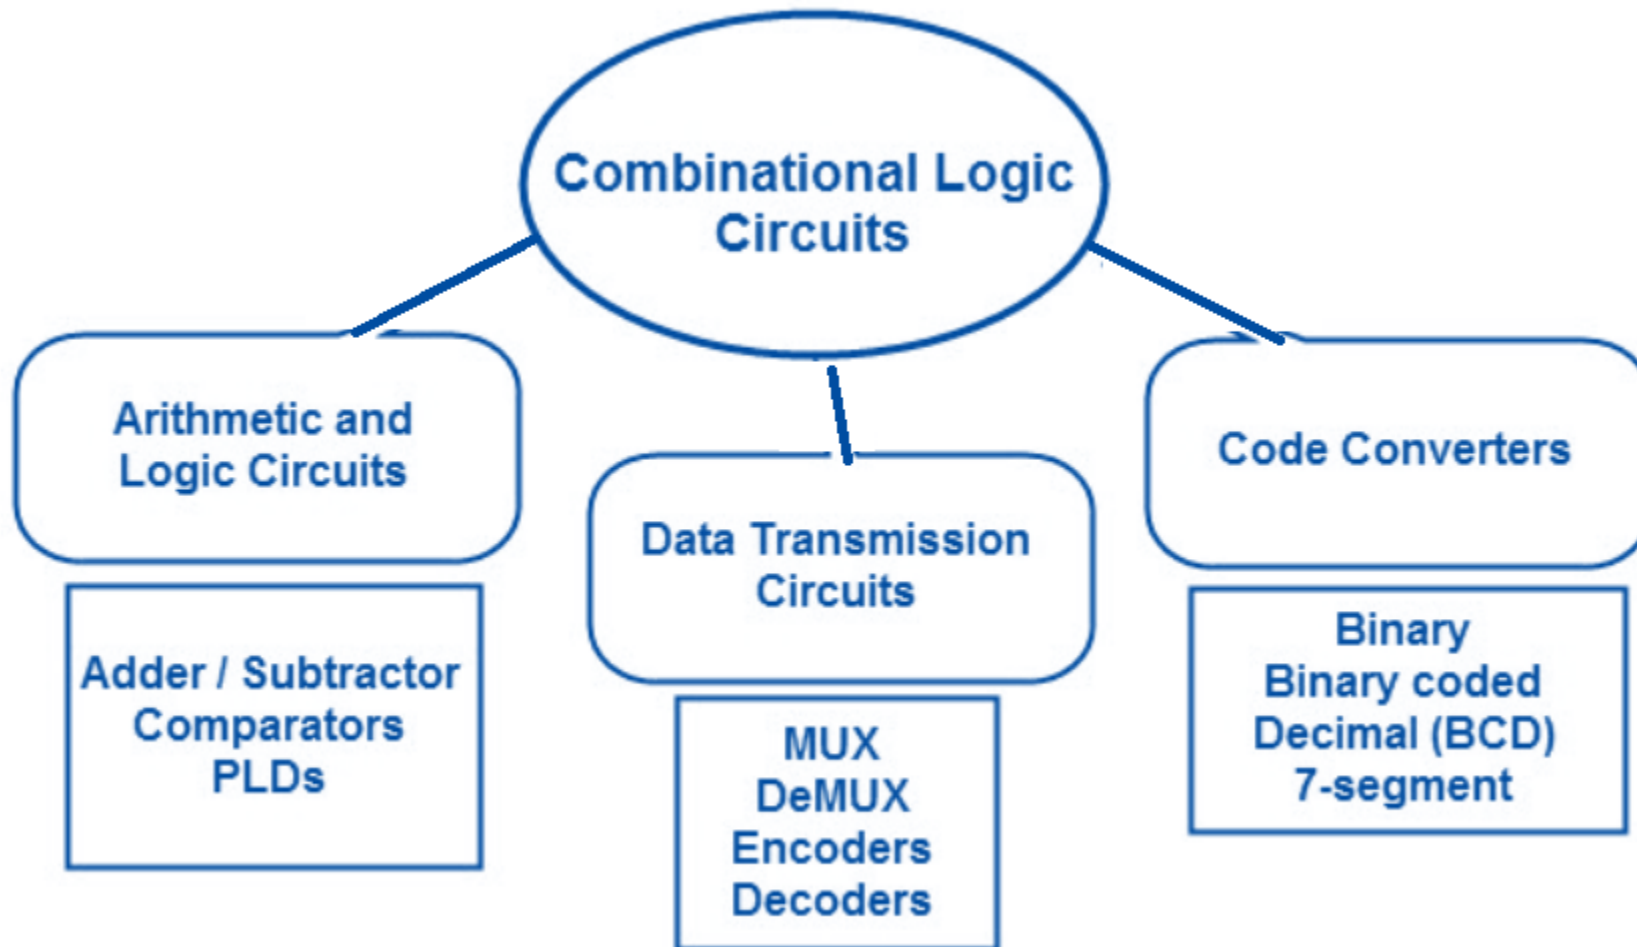 Combinational Logic
Circuits
Arithmetic and
Logic Circuits
Adder / Subtractor
Comparators
PLDs
Data Transmission
Circuits
MUX
DeMUX
Encoders
Decoders
Code Converters
Binary
Binary coded
Decimal (BCD)
7-segment